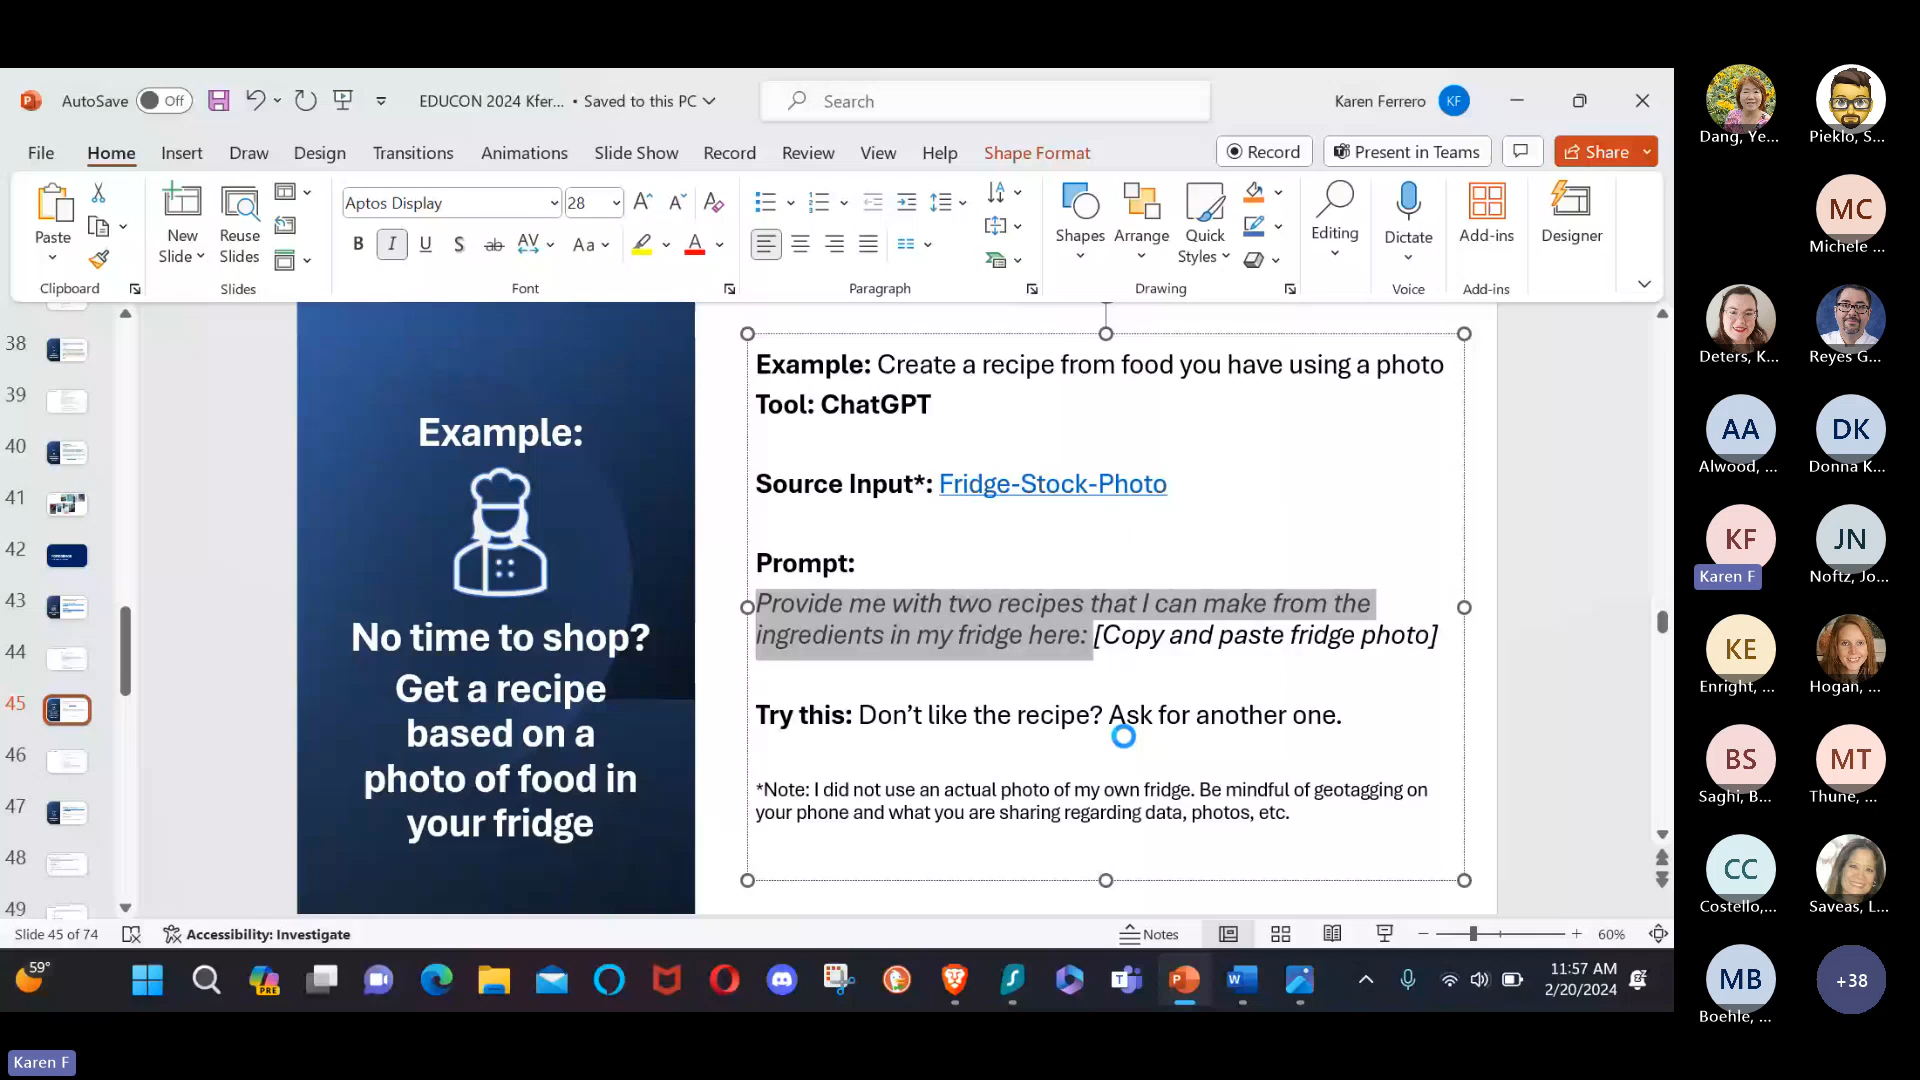 AutoSave Off EDUCON 2024 Kfer... • Saved to this PC Search Karen Ferrero KF
File Home Insert Draw Design Transitions Animations Slide Show Record Review View Help Shape Format Record Present in Teams Share
Paste
Clipboard
New Slide
Reuse Slides
Slides
Aptos Display 28
B I U S ab AV Aa A
Font
Paragraph
Shapes
Arrange
Quick Styles
Drawing
Editing
Dictate
Voice
Add-ins
Add-ins
Designer
38
39
40
41
42
43
44
45
46
47
48
49
Example:
No time to shop?
Get a recipe
based on a
photo of food in
your fridge
Example: Create a recipe from food you have using a photo
Tool: ChatGPT
Source Input*: Fridge-Stock-Photo
Prompt:
Provide me with two recipes that I can make from the
ingredients in my fridge here: [Copy and paste fridge photo]
Try this: Don’t like the recipe? Ask for another one.
*Note: I did not use an actual photo of my own fridge. Be mindful of geotagging on
your phone and what you are sharing regarding data, photos, etc.
Slide 45 of 74 Accessibility: Investigate Notes 60%
59°
PRE
11:57 AM
2/20/2024
Karen F
Dang, Ye...
Pieklo, S...
MC
Michele ...
Deters, K...
Reyes G...
AA
Alwood, ...
DK
Donna K...
KF
Karen F
JN
Noftz, Jo...
KE
Enright, ...
Hogan, ...
BS
Saghi, B...
MT
Thune, ...
CC
Costello,...
Saveas, L...
MB
Boehle, ...
+38